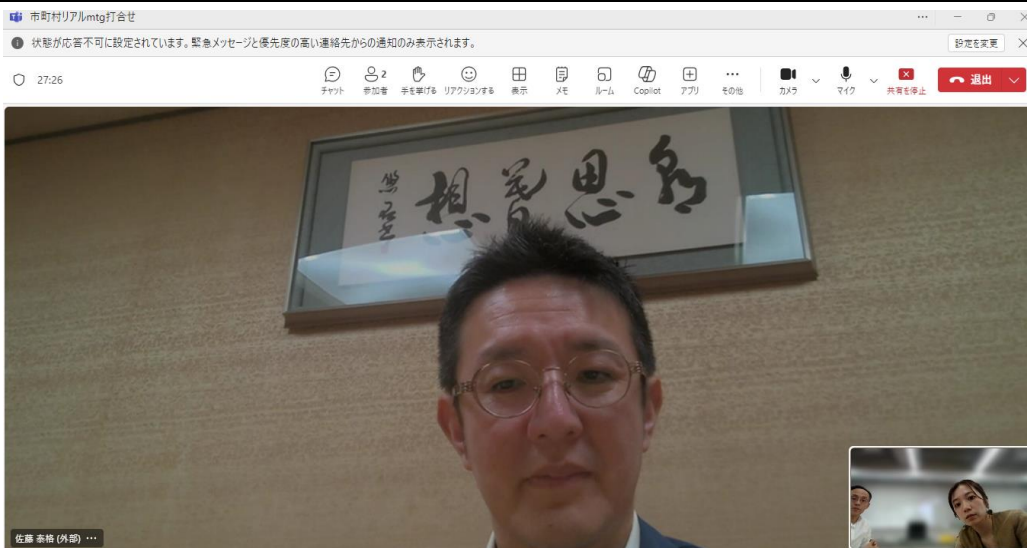 市町村リアルmtg打合せ
状態が応答不可に設定されています。緊急メッセージと優先度の高い連絡先からの通知のみ表示されます。 設定を変更
27:26 チャット 参加者 2 手を挙げる リアクションする 表示 メモ ルーム Copilot アプリ その他 カメラ マイク 共有を停止 退出
佐藤 泰格 (外部)